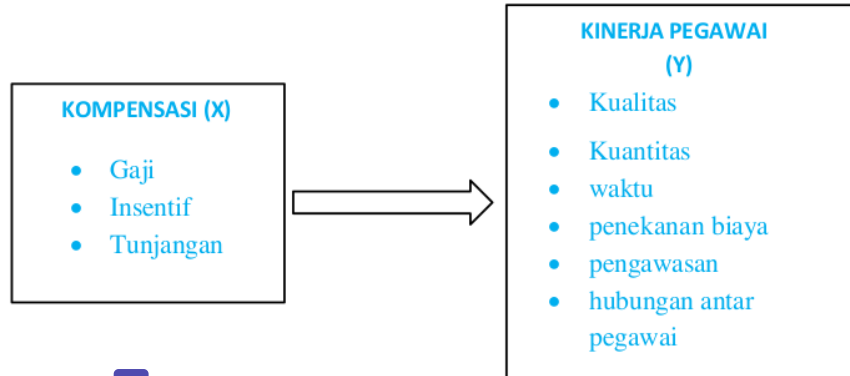 KOMPENSASI (X)
• Gaji
• Insentif
• Tunjangan
KINERJA PEGAWAI
(Y)
• Kualitas
• Kuantitas
• waktu
• penekanan biaya
• pengawasan
• hubungan antar
pegawai